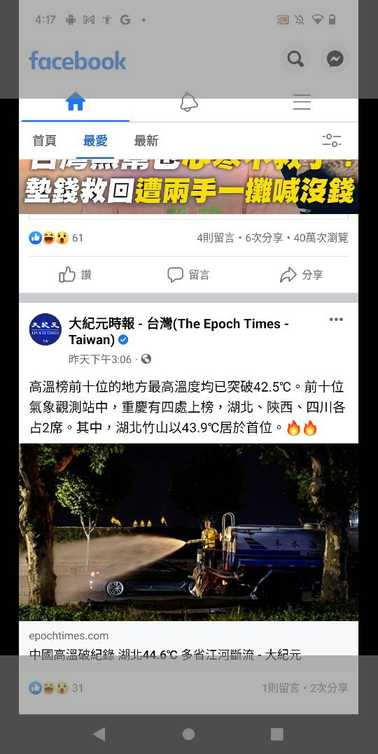 4:17
facebook
首頁 最愛 最新
墊錢救回遭兩手一攤喊沒錢
61 4則留言・6次分享・40萬次瀏覽
讚 留言 分享
大紀元時報 - 台灣(The Epoch Times -
Taiwan)
昨天下午3:06 ·
高溫榜前十位的地方最高溫度均已突破42.5℃。前十位
氣象觀測站中，重慶有四處上榜，湖北、陝西、四川各
占2席。其中，湖北竹山以43.9℃居於首位。🔥🔥
epochtimes.com
中國高溫破紀錄 湖北44.6℃ 多省江河斷流 - 大紀元
31 1則留言・2次分享